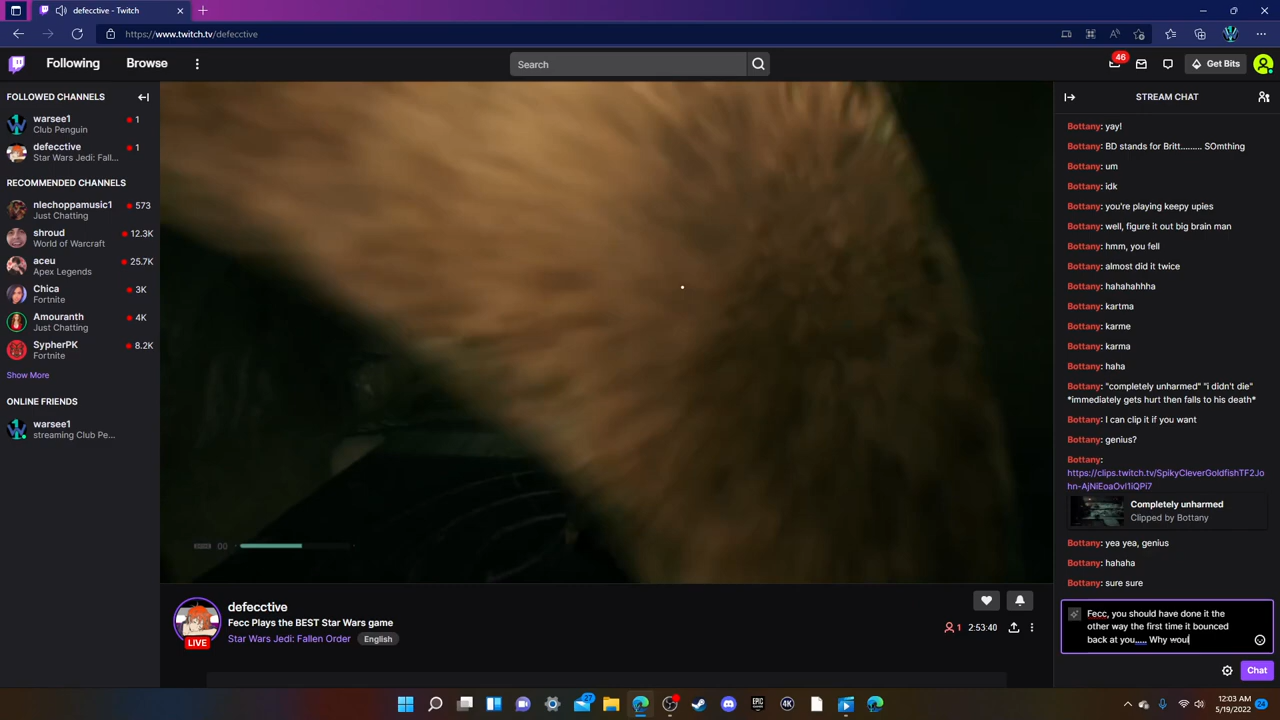 defecctive - Twitch
https://www.twitch.tv/defecctive
Following
Browse
Search
46
Get Bits
FOLLOWED CHANNELS
warsee1
1
Club Penguin
defecctive
1
Star Wars Jedi: Fall...
RECOMMENDED CHANNELS
nlechoppamusic1
573
Just Chatting
shroud
12.3K
World of Warcraft
aceu
25.7K
Apex Legends
Chica
3K
Fortnite
Amouranth
4K
Just Chatting
SypherPK
8.2K
Fortnite
Show More
ONLINE FRIENDS
warsee1
streaming Club Pe...
00
defecctive
Fecc Plays the BEST Star Wars game
Star Wars Jedi: Fallen Order
English
LIVE
1
2:53:40
STREAM CHAT
Bottany: yay!
Bottany: BD stands for Britt......... SOmthing
Bottany: um
Bottany: idk
Bottany: you're playing keepy upies
Bottany: well, figure it out big brain man
Bottany: hmm, you fell
Bottany: almost did it twice
Bottany: hahahahhha
Bottany: kartma
Bottany: karme
Bottany: karma
Bottany: haha
Bottany: "completely unharmed" "i didn't die"
*immediately gets hurt then falls to his death*
Bottany: I can clip it if you want
Bottany: genius?
Bottany:
https://clips.twitch.tv/SpikyCleverGoldfishTF2Jo
hn-AjNiEoaOvI1iQPi7
Completely unharmed
Clipped by Bottany
Bottany: yea yea, genius
Bottany: hahaha
Bottany: sure sure
Fecc, you should have done it the
other way the first time it bounced
back at you..... Why woul
Chat
27
EPIC
4K
12:03 AM
5/19/2022
24